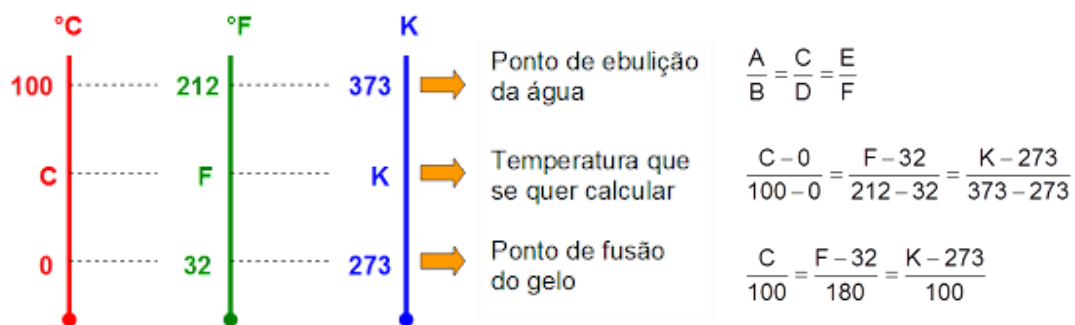 °C °F K
100 212 373
Ponto de ebulição
da água
C F K
Temperatura que
se quer calcular
0 32 273
Ponto de fusão
do gelo
A/B = C/D = E/F
C – 0/100 – 0 = F – 32/212 – 32 = K – 273/373 – 273
C/100 = F – 32/180 = K – 273/100